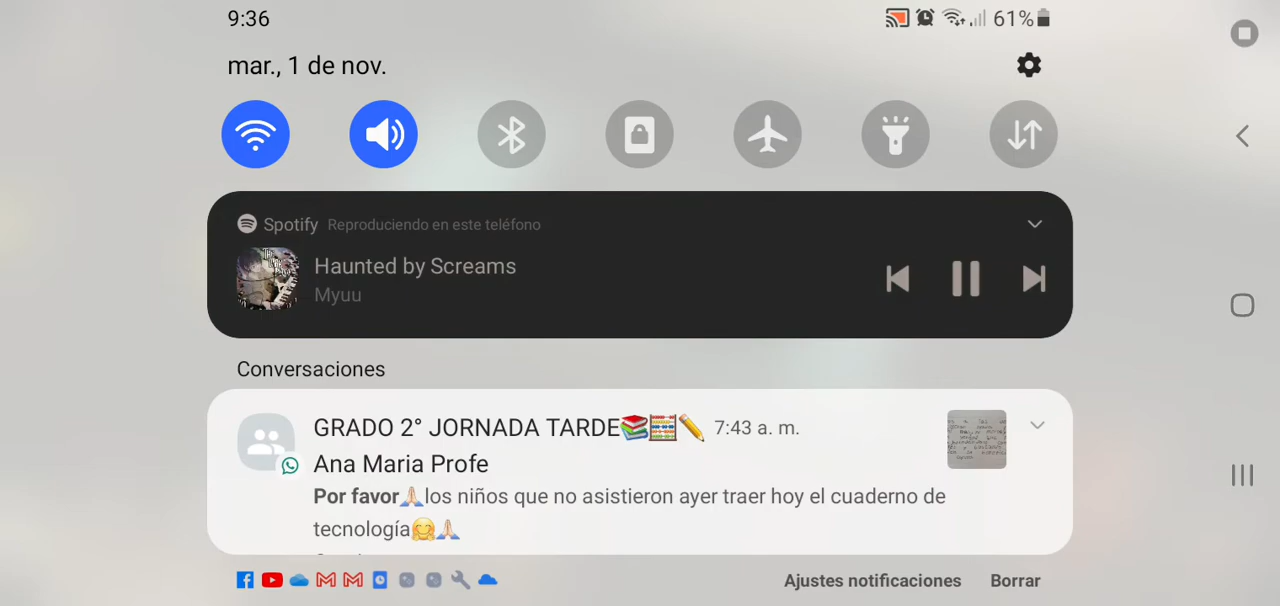 9:36
61%
mar., 1 de nov.
Spotify Reproduciendo en este teléfono
Haunted by Screams
Myuu
Conversaciones
GRADO 2° JORNADA TARDE📚🧮✏️ 7:43 a. m.
Ana Maria Profe
Por favor🙏🏻los niños que no asistieron ayer traer hoy el cuaderno de
tecnología🤗🙏🏻
Ajustes notificaciones Borrar